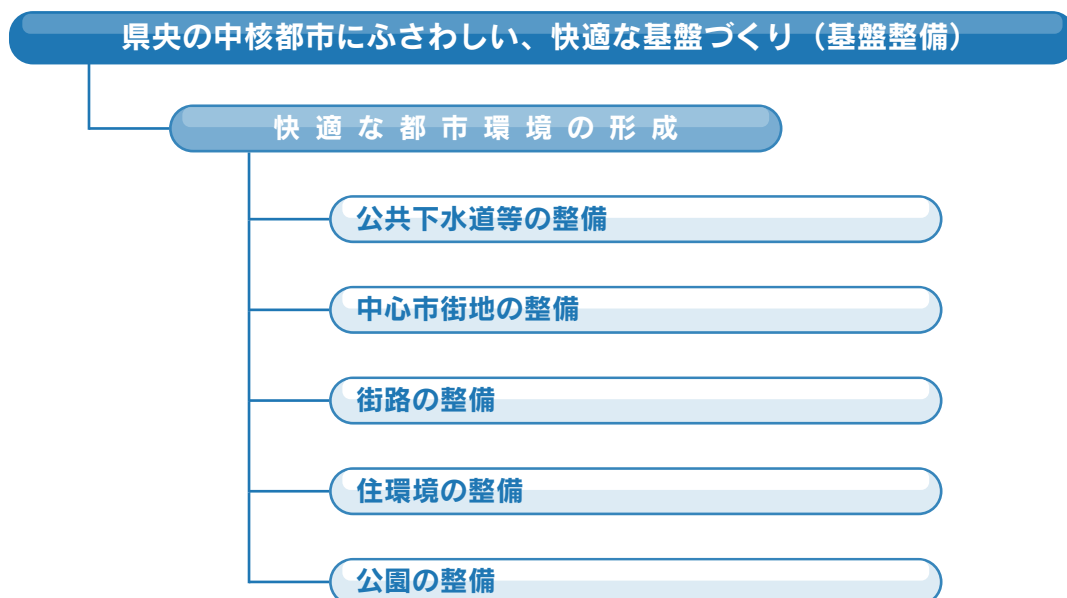 県央の中核都市にふさわしい、快適な基盤づくり（基盤整備）
快適な都市環境の形成
公共下水道等の整備
中心市街地の整備
街路の整備
住環境の整備
公園の整備